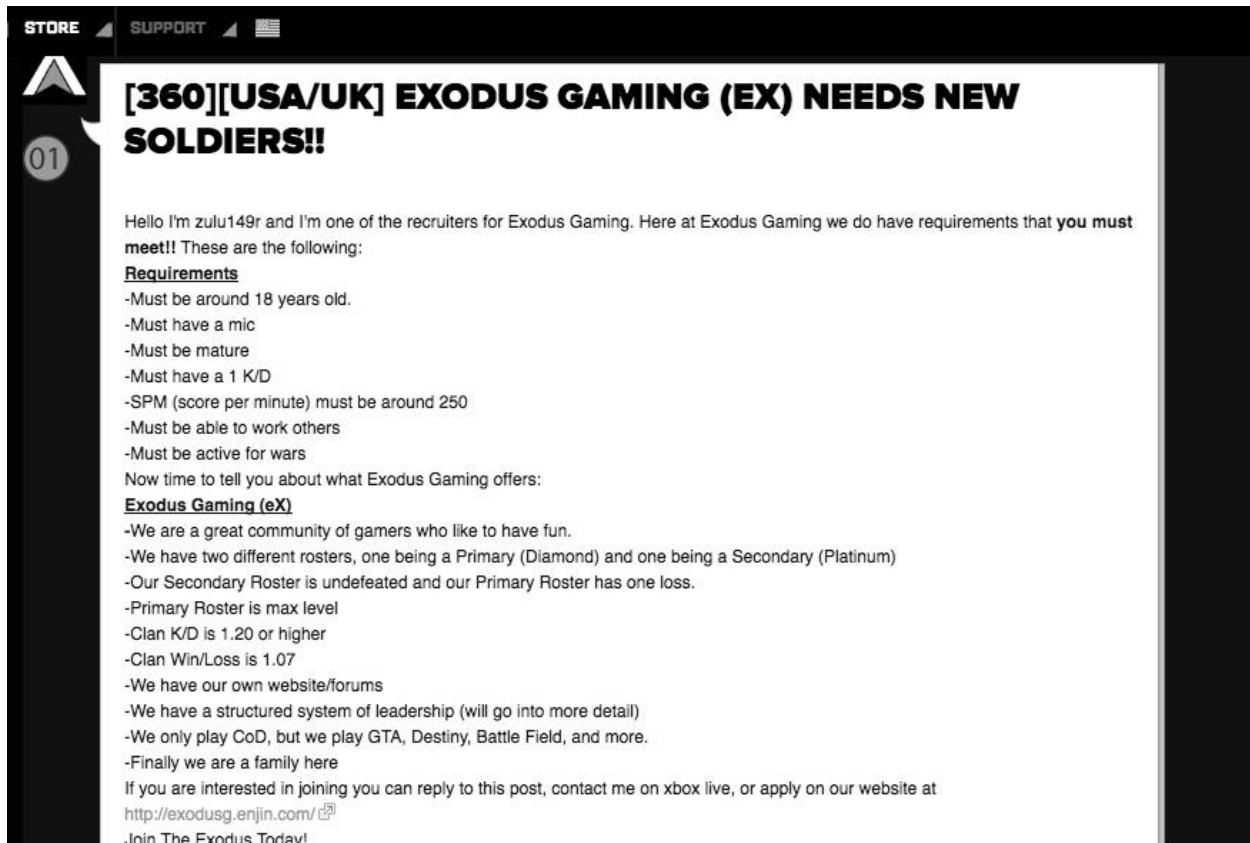 STORE SUPPORT
[360][USA/UK] EXODUS GAMING (EX) NEEDS NEW
SOLDIERS!!
01
Hello I'm zulu149r and I'm one of the recruiters for Exodus Gaming. Here at Exodus Gaming we do have requirements that you must
meet!! These are the following:
Requirements
-Must be around 18 years old.
-Must have a mic
-Must be mature
-Must have a 1 K/D
-SPM (score per minute) must be around 250
-Must be able to work others
-Must be active for wars
Now time to tell you about what Exodus Gaming offers:
Exodus Gaming (eX)
-We are a great community of gamers who like to have fun.
-We have two different rosters, one being a Primary (Diamond) and one being a Secondary (Platinum)
-Our Secondary Roster is undefeated and our Primary Roster has one loss.
-Primary Roster is max level
-Clan K/D is 1.20 or higher
-Clan Win/Loss is 1.07
-We have our own website/forums
-We have a structured system of leadership (will go into more detail)
-We only play CoD, but we play GTA, Destiny, Battle Field, and more.
-Finally we are a family here
If you are interested in joining you can reply to this post, contact me on xbox live, or apply on our website at
http://exodusg.enjin.com/
Join The Exodus Today!